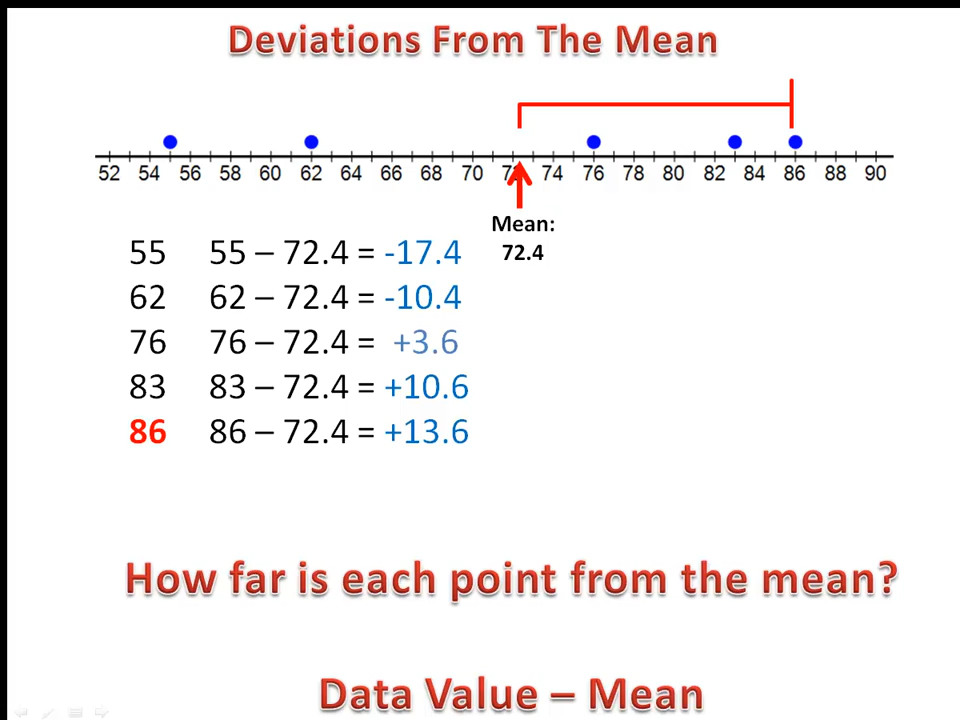 Deviations From The Mean
52 54 56 58 60 62 64 66 68 70 72 74 76 78 80 82 84 86 88 90
Mean:
72.4
55 55 – 72.4 = -17.4
62 62 – 72.4 = -10.4
76 76 – 72.4 = +3.6
83 83 – 72.4 = +10.6
86 86 – 72.4 = +13.6
How far is each point from the mean?
Data Value – Mean